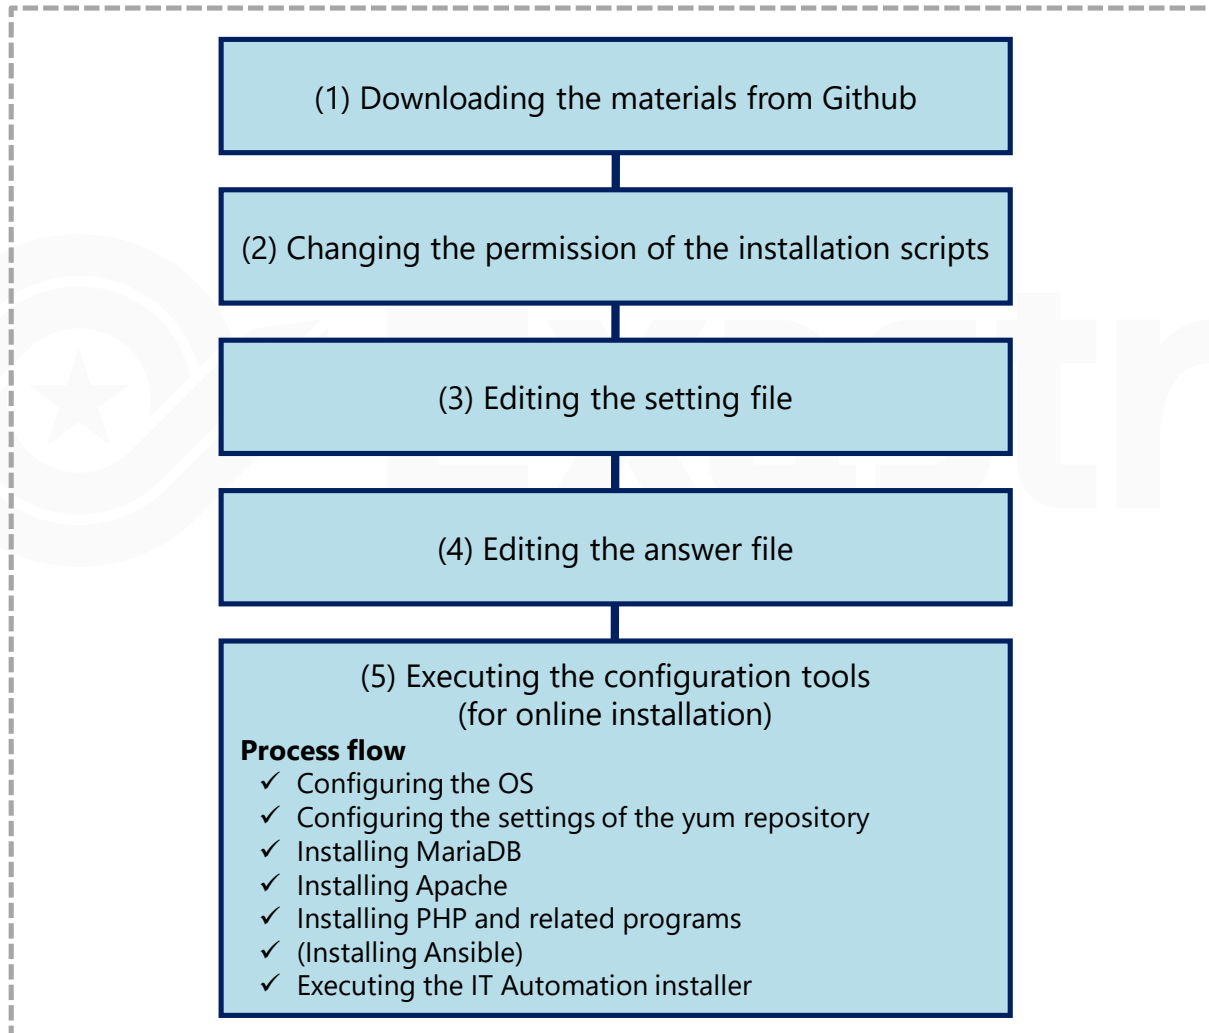 (1) Downloading the materials from Github
(2) Changing the permission of the installation scripts
(3) Editing the setting file
(4) Editing the answer file
(5) Executing the configuration tools
(for online installation)
Process flow
✓ Configuring the OS
✓ Configuring the settings of the yum repository
✓ Installing MariaDB
✓ Installing Apache
✓ Installing PHP and related programs
✓ (Installing Ansible)
✓ Executing the IT Automation installer